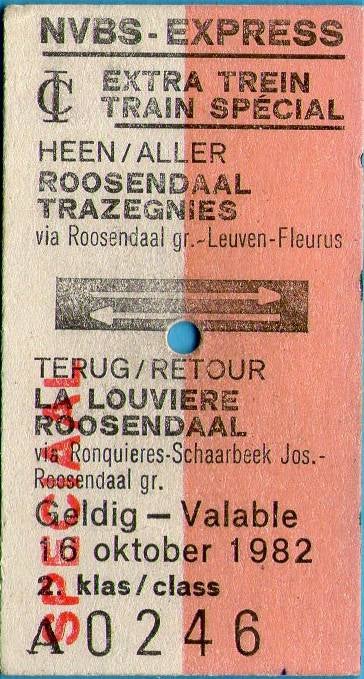 NVBS-EXPRESS
IC
EXTRA TREIN
TRAIN SPÉCIAL
HEEN/ALLER
ROOSENDAAL
TRAZEGNIES
via Roosendaal gr.-Leuven-Fleurus
TERUG/RETOUR
LA LOUVIERE
ROOSENDAAL
via Ronquieres-Schaarbeek Jos.-
Roosendaal gr.
Geldig – Valable
16 oktober 1982
2. klas/class
A 0246
SPECIAAL